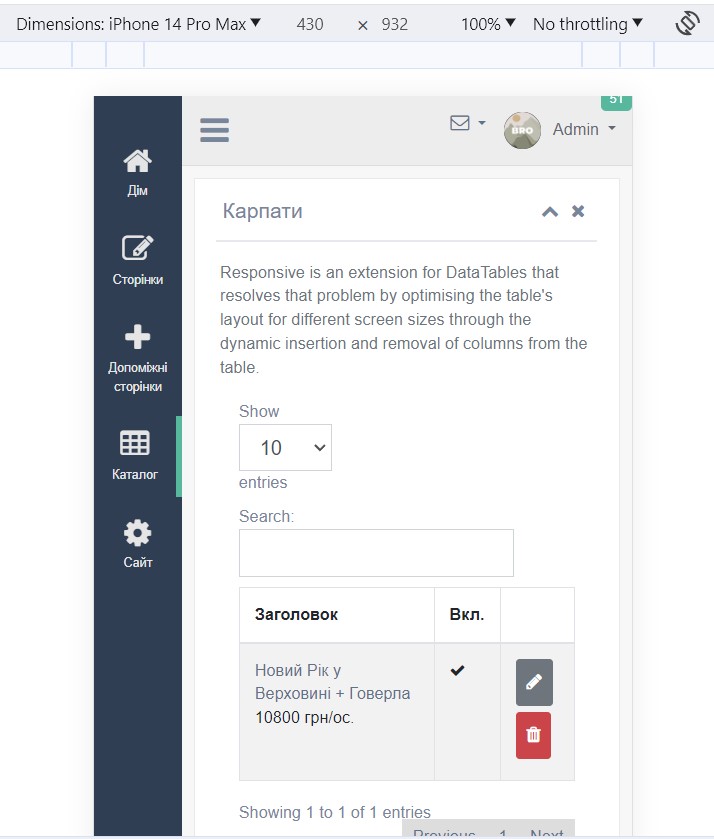 Dimensions: iPhone 14 Pro Max ▼ 430 × 932 100% ▼ No throttling ▼
51
BRO Admin
Дім
Сторінки
Допоміжні
сторінки
Каталог
Сайт
Карпати
Responsive is an extension for DataTables that
resolves that problem by optimising the table's
layout for different screen sizes through the
dynamic insertion and removal of columns from the
table.
Show
10
entries
Search:
Заголовок Вкл.
Новий Рік у
Верховині + Говерла
10800 грн/ос.
Showing 1 to 1 of 1 entries
Previous 1 Next